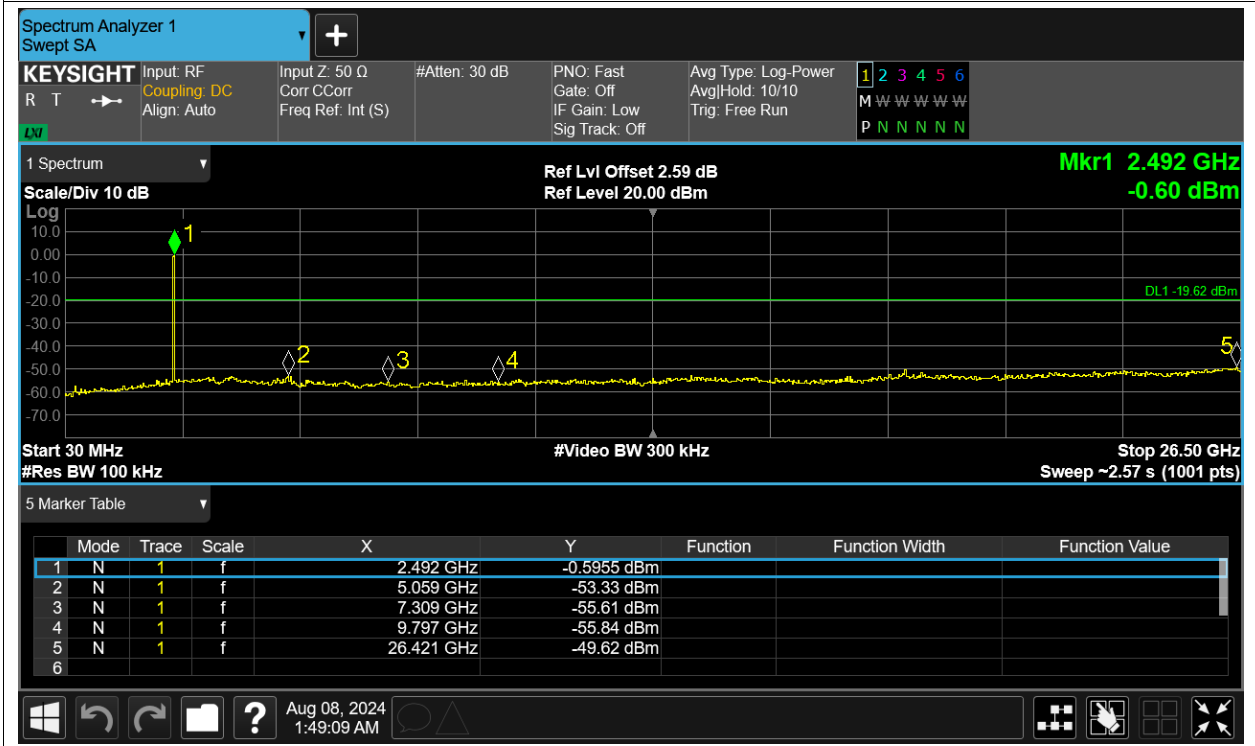 Spectrum Analyzer 1
Swept SA
KEYSIGHT
R T
LXI
Input: RF
Coupling: DC
Align: Auto
Input Z: 50 Ω
Corr CCorr
Freq Ref: Int (S)
#Atten: 30 dB
PNO: Fast
Gate: Off
IF Gain: Low
Sig Track: Off
Avg Type: Log-Power
Avg|Hold: 10/10
Trig: Free Run
1 2 3 4 5 6
M W W W W W
P N N N N N
1 Spectrum
Scale/Div 10 dB
Ref Lvl Offset 2.59 dB
Ref Level 20.00 dBm
Mkr1 2.492 GHz
-0.60 dBm
Log
10.0
0.00
-10.0
-20.0
-30.0
-40.0
-50.0
-60.0
-70.0
1
DL1 -19.62 dBm
2
3
4
5
Start 30 MHz
#Res BW 100 kHz
#Video BW 300 kHz
Stop 26.50 GHz
Sweep ~2.57 s (1001 pts)
5 Marker Table
Mode Trace Scale X Y Function Function Width Function Value
1 N 1 f 2.492 GHz -0.5955 dBm
2 N 1 f 5.059 GHz -53.33 dBm
3 N 1 f 7.309 GHz -55.61 dBm
4 N 1 f 9.797 GHz -55.84 dBm
5 N 1 f 26.421 GHz -49.62 dBm
6
?
Aug 08, 2024
1:49:09 AM